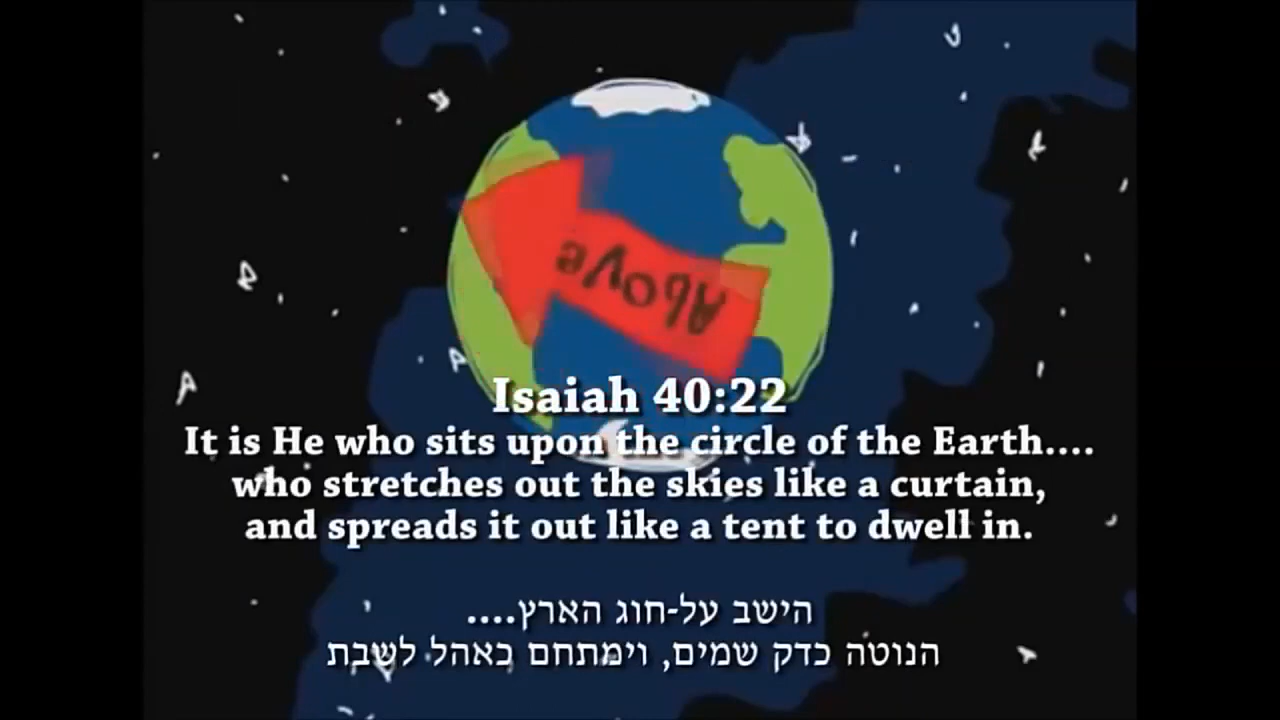 Above
Isaiah 40:22
It is He who sits upon the circle of the Earth....
who stretches out the skies like a curtain,
and spreads it out like a tent to dwell in.
הישב על-חוג הארץ....
הנוטה כדק שמים, וימתחם כאהל לשבת